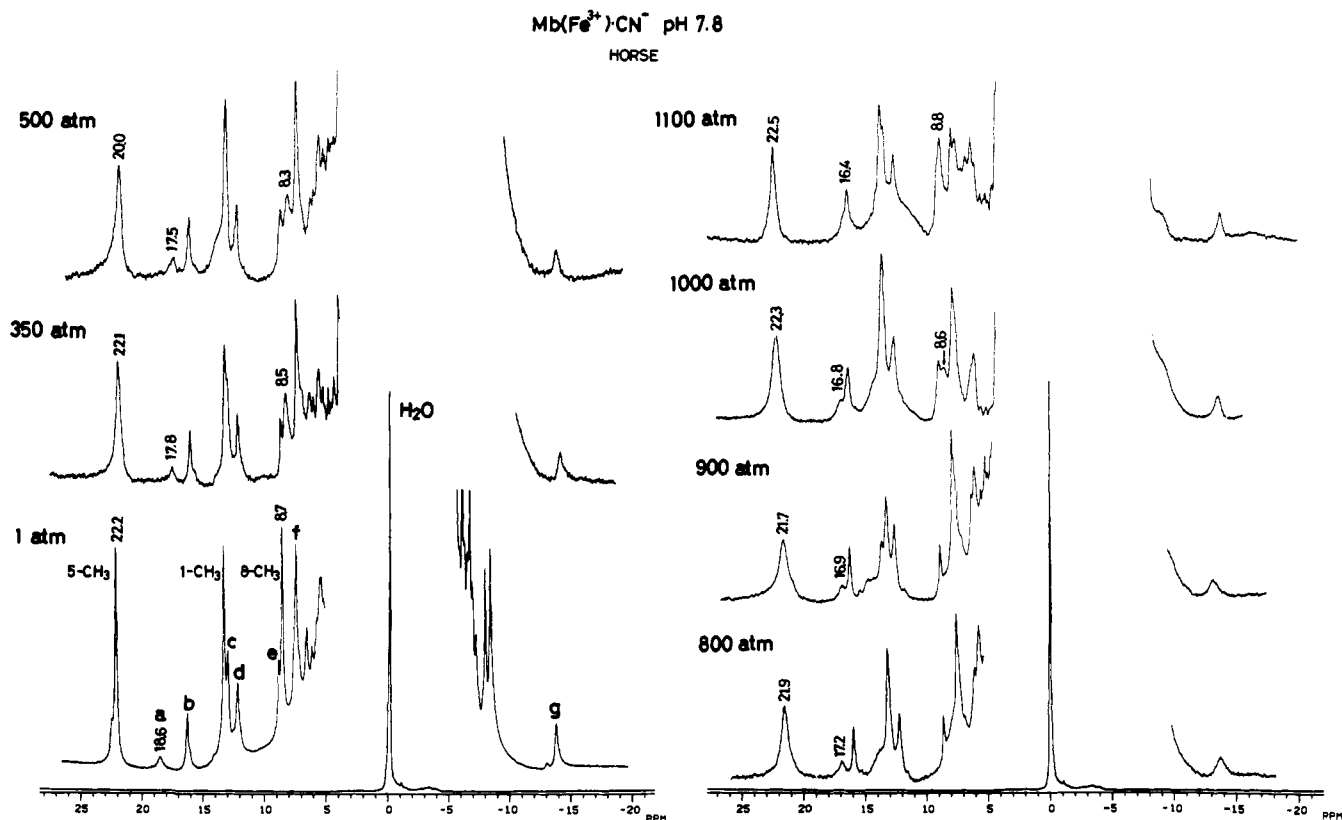 Mb(Fe³⁺)·CN⁻ pH 7.8
HORSE
500 atm
20.0
17.5
8.3
350 atm
22.1
17.8
8.5
H₂O
1 atm
22.2
5-CH₃
18.6 a
b
1-CH₃
c
d
8-CH₃
8.7
e
f
g
25 20 15 10 5 0 -5 -10 -15 -20 PPM
1100 atm
22.5
16.4
8.8
1000 atm
22.3
16.8
8.6
900 atm
21.7
16.9
800 atm
21.9
17.2
25 20 15 10 5 0 -5 -10 -15 -20 PPM